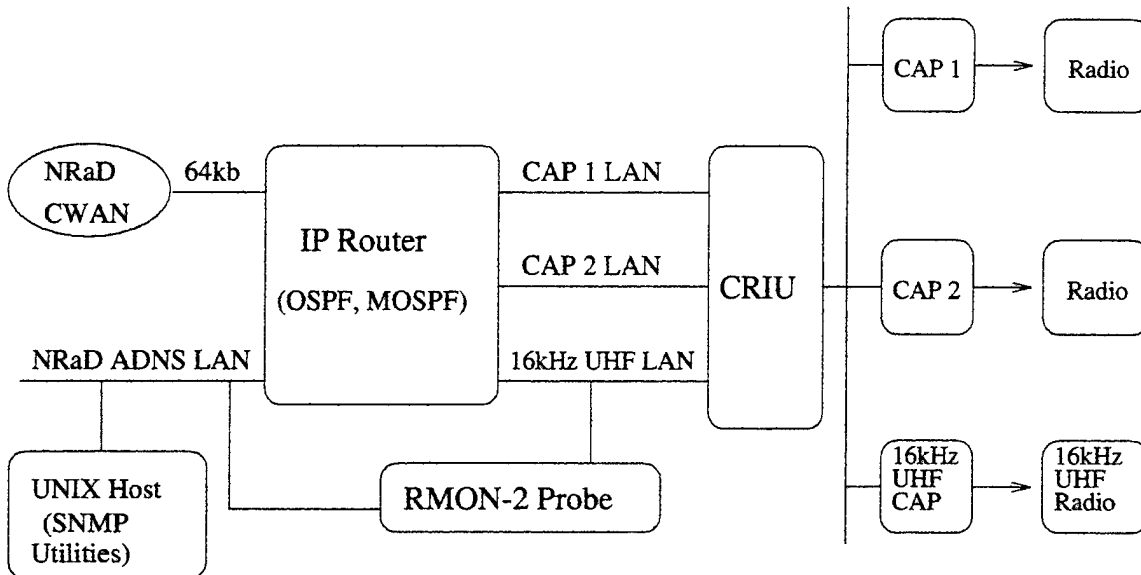 CAP 1
Radio
NRaD
CWAN
64kb
IP Router
(OSPF, MOSPF)
CAP 1 LAN
CAP 2 LAN
16kHz UHF LAN
CRIU
CAP 2
Radio
NRaD ADNS LAN
UNIX Host
(SNMP
Utilities)
RMON-2 Probe
16kHz
UHF
CAP
16kHz
UHF
Radio